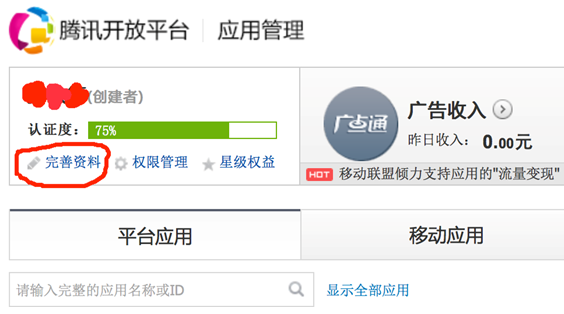 腾讯开放平台 应用管理
(创建者)
认证度： 75%
完善资料 权限管理 星级权益
广点通
广告收入
昨日收入： 0.00元
HOT 移动联盟倾力支持应用的"流量变现"
平台应用 移动应用
请输入完整的应用名称或ID 显示全部应用